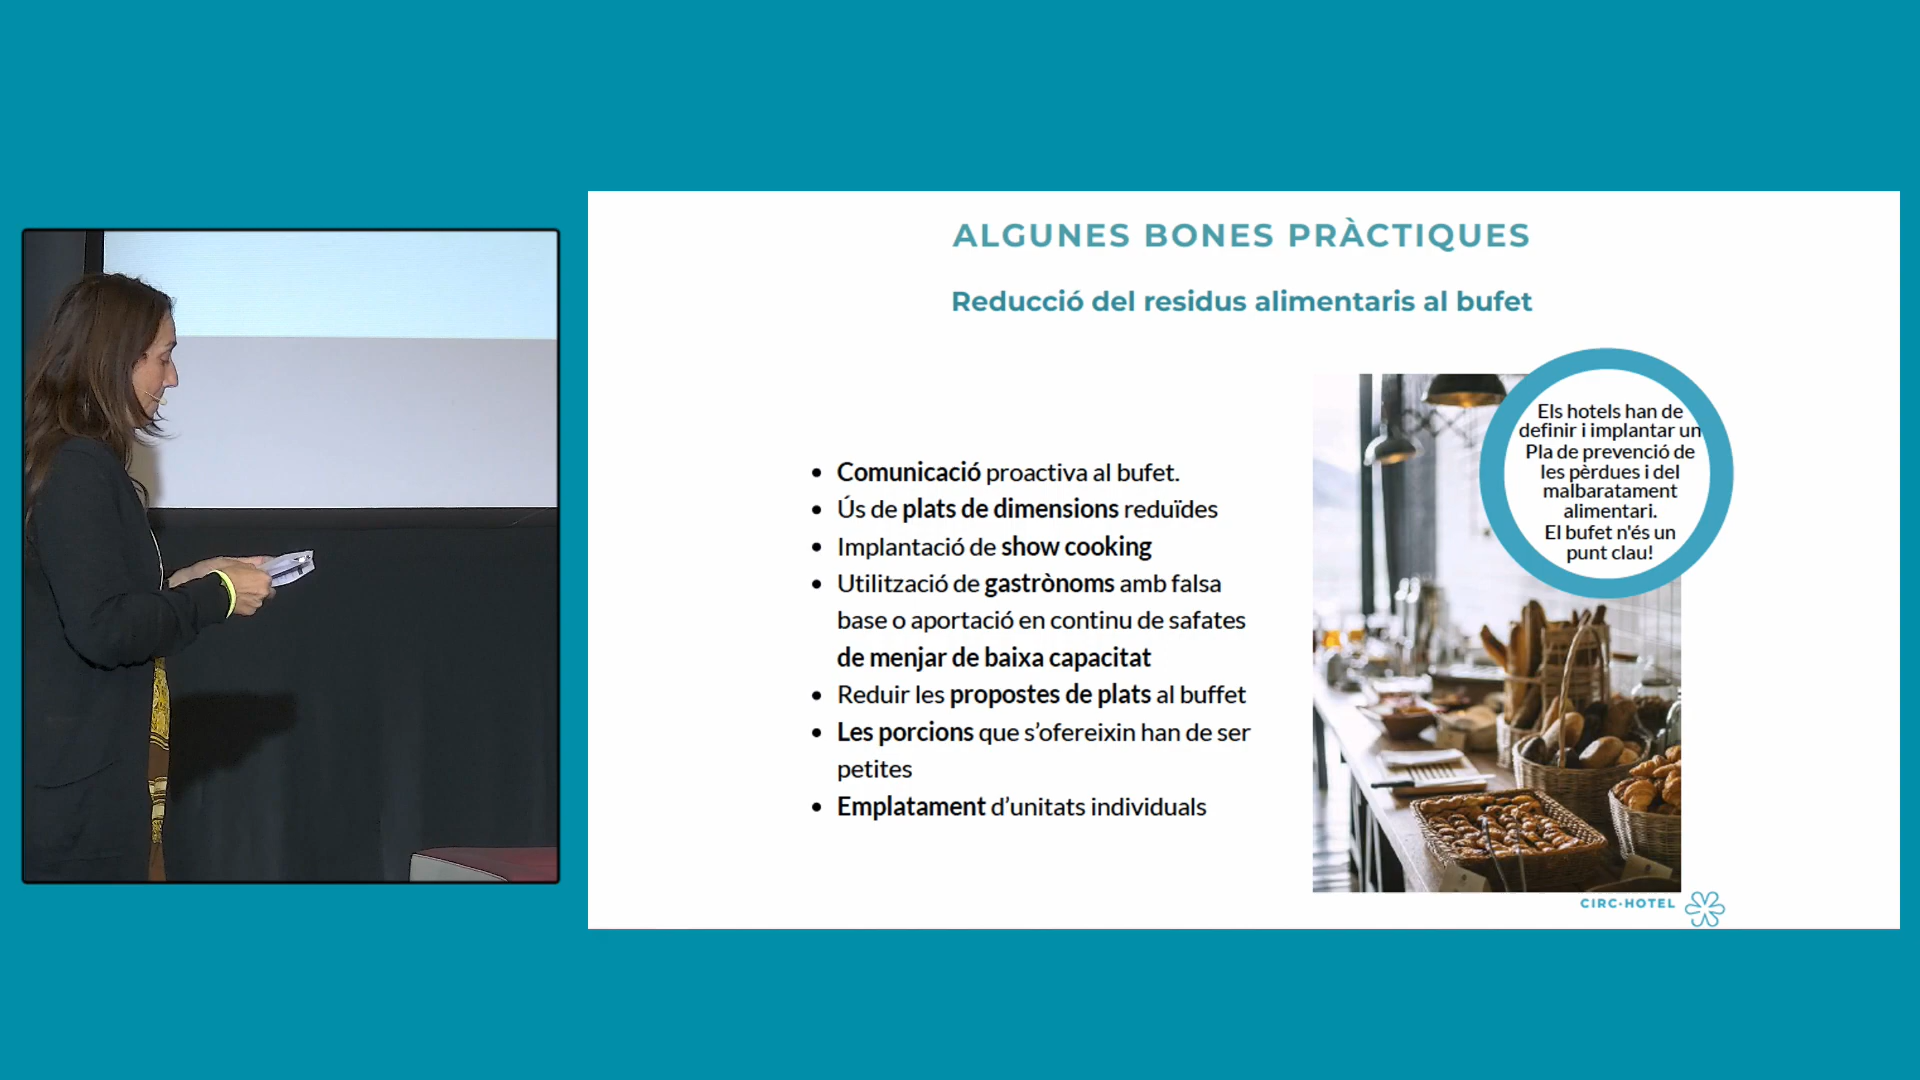 ALGUNES BONES PRÀCTIQUES
Reducció del residus alimentaris al bufet
• Comunicació proactiva al bufet.
• Ús de plats de dimensions reduïdes
• Implantació de show cooking
• Utilització de gastrònoms amb falsa
base o aportació en continu de safates
de menjar de baixa capacitat
• Reduir les propostes de plats al buffet
• Les porcions que s’ofereixin han de ser
petites
• Emplatament d’unitats individuals
Els hotels han de
definir i implantar un
Pla de prevenció de
les pèrdues i del
malbaratament
alimentari.
El bufet n'és un
punt clau!
CIRC·HOTEL